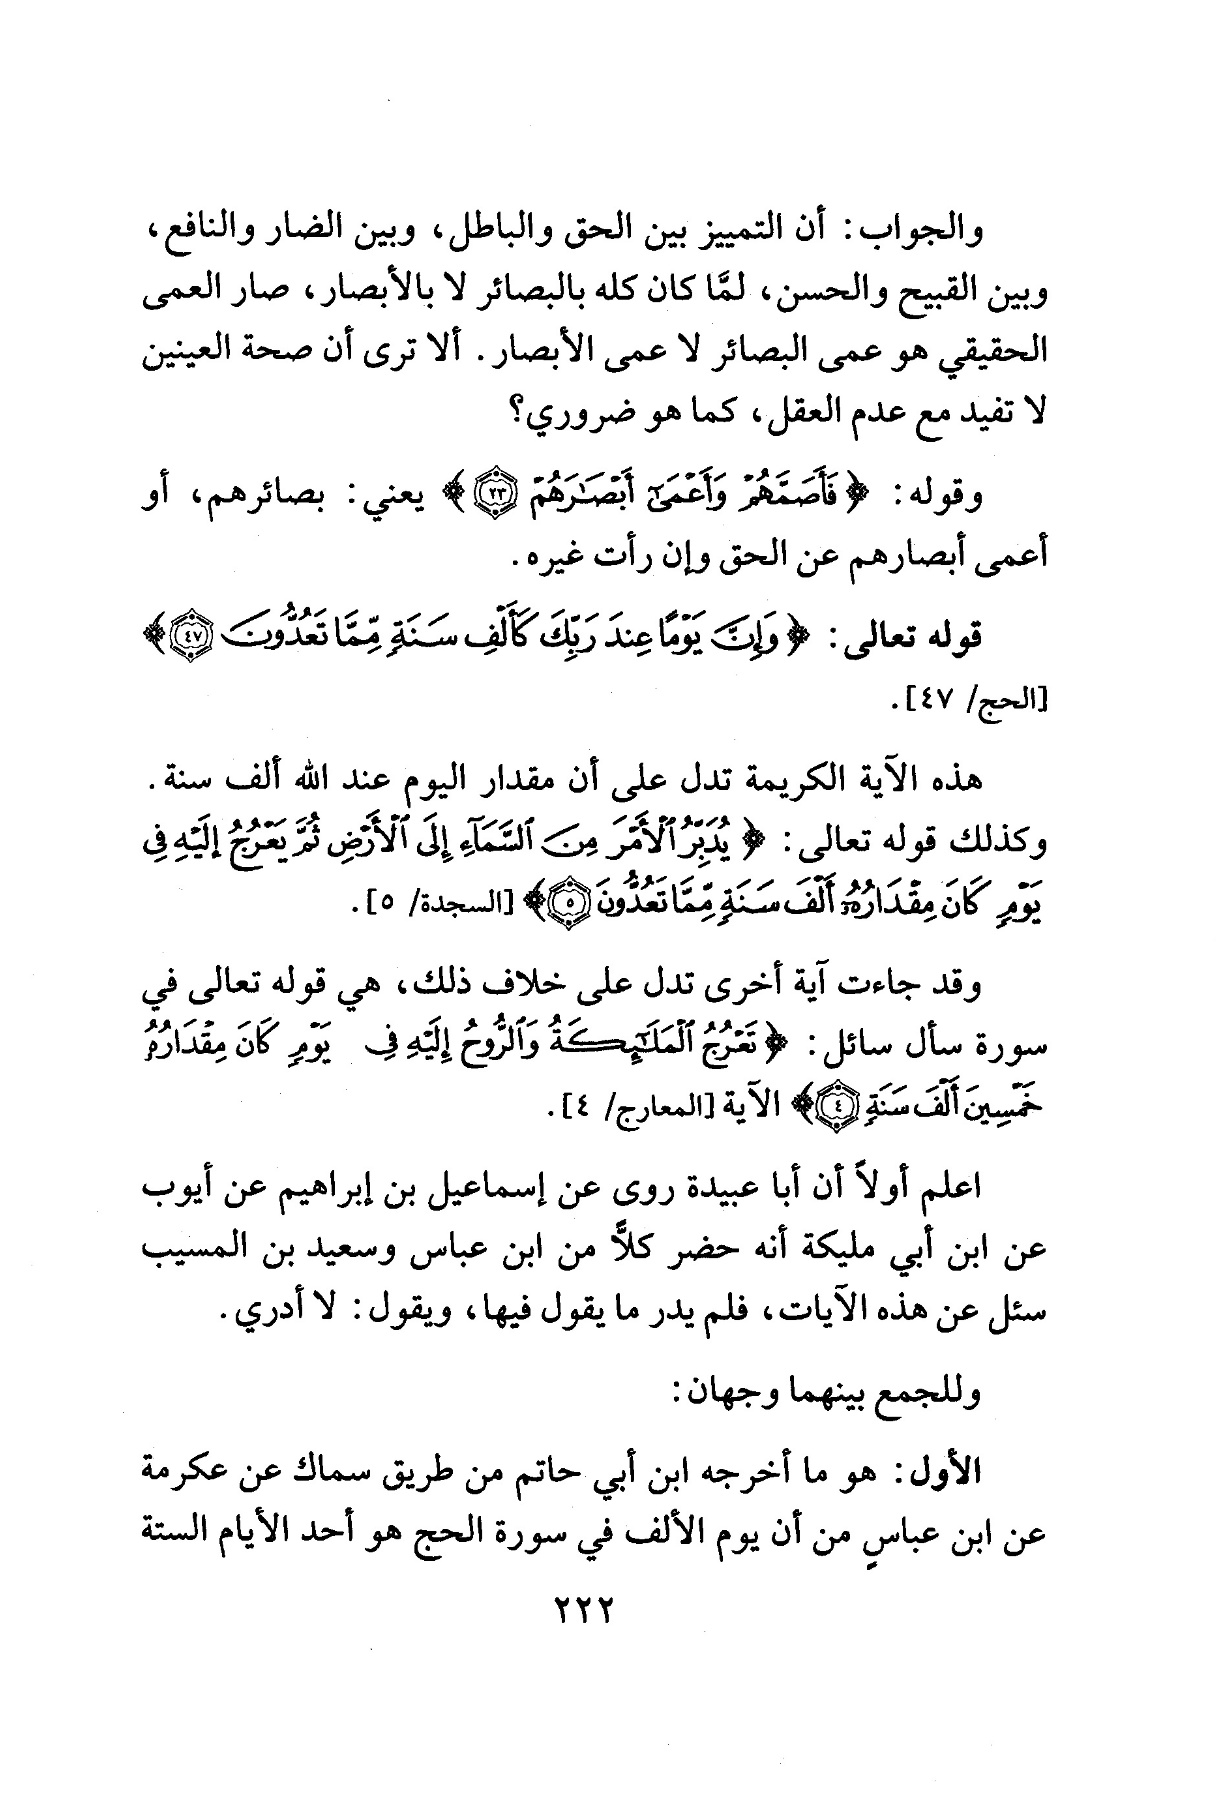 والجواب: أن التمييز بين الحق والباطل، وبين الضار والنافع،
وبين القبيح والحسن، لمَّا كان كله بالبصائر لا بالأبصار، صار العمى
الحقيقي هو عمى البصائر لا عمى الأبصار. ألا ترى أن صحة العينين
لا تفيد مع عدم العقل، كما هو ضروري؟
وقوله: ﴿فَأَصَمَّهُمْ وَأَعْمَىٰٓ أَبْصَـٰرَهُمْ ٢٣﴾ يعني: بصائرهم، أو
أعمى أبصارهم عن الحق وإن رأت غيره.
قوله تعالى: ﴿وَإِنَّ يَوْمًا عِندَ رَبِّكَ كَأَلْفِ سَنَةٍ مِّمَّا تَعُدُّونَ ٤٧﴾
[الحج/ ٤٧].
هذه الآية الكريمة تدل على أن مقدار اليوم عند الله ألف سنة.
وكذلك قوله تعالى: ﴿يُدَبِّرُ ٱلْأَمْرَ مِنَ ٱلسَّمَآءِ إِلَى ٱلْأَرْضِ ثُمَّ يَعْرُجُ إِلَيْهِ فِى
يَوْمٍ كَانَ مِقْدَارُهُۥٓ أَلْفَ سَنَةٍ مِّمَّا تَعُدُّونَ ٥﴾ [السجدة/ ٥].
وقد جاءت آية أخرى تدل على خلاف ذلك، هي قوله تعالى في
سورة سأل سائل: ﴿تَعْرُجُ ٱلْمَلَـٰٓئِكَةُ وَٱلرُّوحُ إِلَيْهِ فِى يَوْمٍ كَانَ مِقْدَارُهُۥ
خَمْسِينَ أَلْفَ سَنَةٍ ٤﴾ الآية [المعارج/ ٤].
اعلم أولاً أن أبا عبيدة روى عن إسماعيل بن إبراهيم عن أيوب
عن ابن أبي مليكة أنه حضر كلاًّ من ابن عباس وسعيد بن المسيب
سئل عن هذه الآيات، فلم يدر ما يقول فيها، ويقول: لا أدري.
وللجمع بينهما وجهان:
الأول: هو ما أخرجه ابن أبي حاتم من طريق سماك عن عكرمة
عن ابن عباسٍ من أن يوم الألف في سورة الحج هو أحد الأيام الستة
٢٢٢